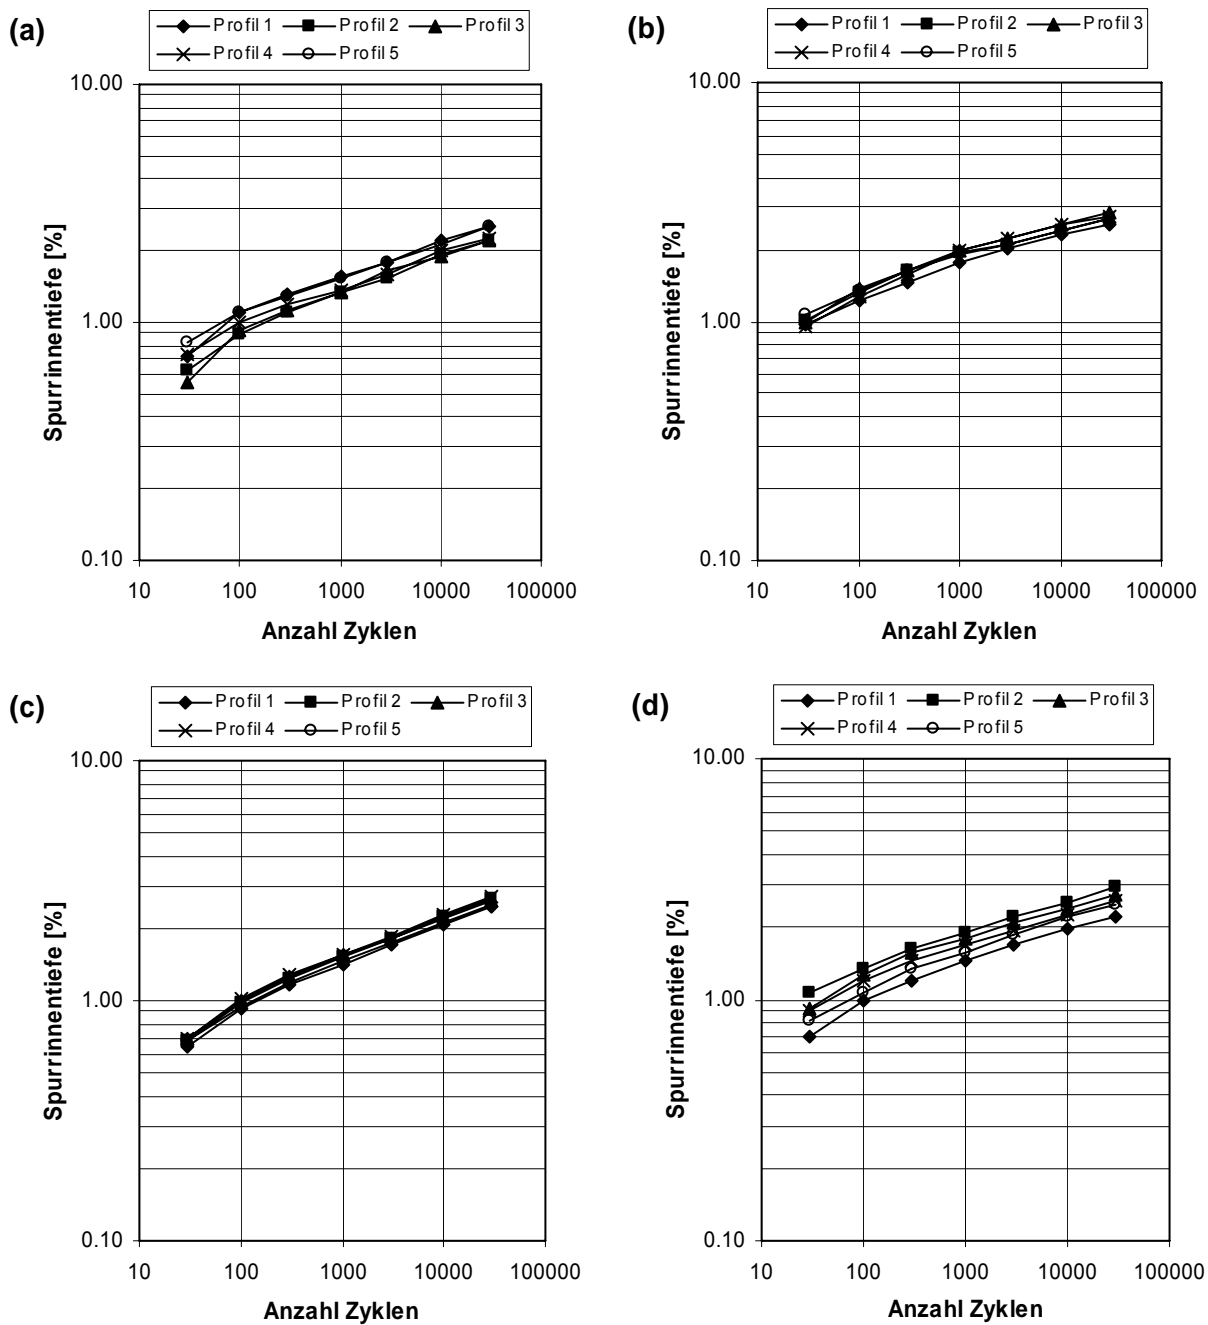 (a)
Profil 1 Profil 2 Profil 3
Profil 4 Profil 5
10.00
1.00
0.10
Spurrinnentiefe [%]
10 100 1000 10000 100000
Anzahl Zyklen
(b)
Profil 1 Profil 2 Profil 3
Profil 4 Profil 5
10.00
1.00
0.10
Spurrinnentiefe [%]
10 100 1000 10000 100000
Anzahl Zyklen
(c)
Profil 1 Profil 2 Profil 3
Profil 4 Profil 5
10.00
1.00
0.10
Spurrinnentiefe [%]
10 100 1000 10000 100000
Anzahl Zyklen
(d)
Profil 1 Profil 2 Profil 3
Profil 4 Profil 5
10.00
1.00
0.10
Spurrinnentiefe [%]
10 100 1000 10000 100000
Anzahl Zyklen